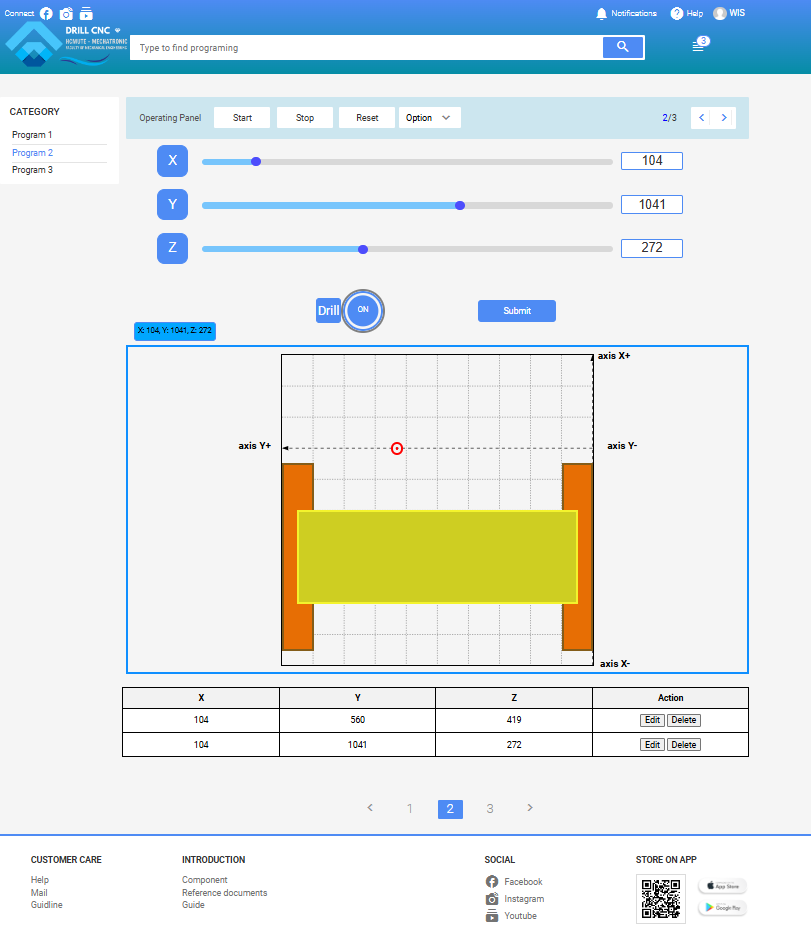 Connect
Notifications
Help
WIS
DRILL CNC
HCMUTE - MECHATRONIC
FACULTY OF MECHANICAL ENGINEERING
Type to find programing
3
CATEGORY
Program 1
Program 2
Program 3
Operating Panel
Start
Stop
Reset
Option
2/3
X
104
Y
1041
Z
272
Drill
ON
Submit
X: 104, Y: 1041, Z: 272
axis X+
axis Y+
axis Y-
axis X-
X Y Z Action
104 560 419 Edit Delete
104 1041 272 Edit Delete
1 2 3
CUSTOMER CARE
Help
Mail
Guidline
INTRODUCTION
Component
Reference documents
Guide
SOCIAL
Facebook
Instagram
Youtube
STORE ON APP
App Store
Google Play